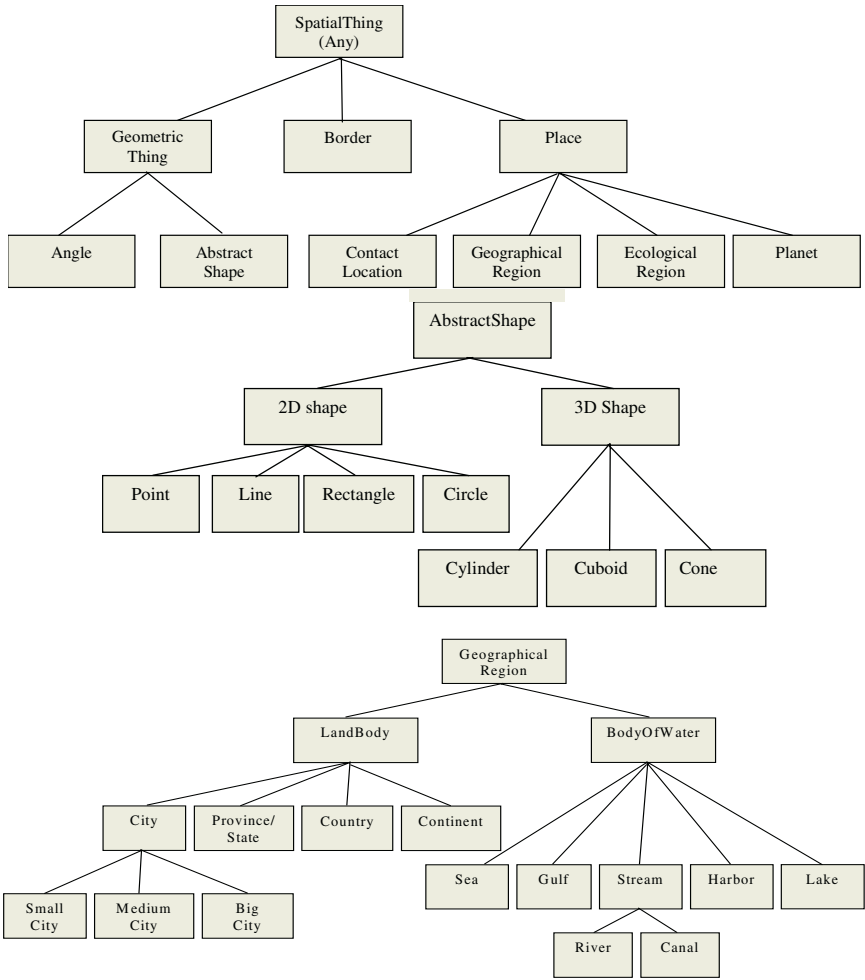 SpatialThing
(Any)
Geometric
Thing
Border
Place
Angle
Abstract
Shape
Contact
Location
Geographical
Region
Ecological
Region
Planet
AbstractShape
2D shape
3D Shape
Point
Line
Rectangle
Circle
Cylinder
Cuboid
Cone
Geographical
Region
LandBody
BodyOfWater
City
Province/
State
Country
Continent
Sea
Gulf
Stream
Harbor
Lake
Small
City
Medium
City
Big
City
River
Canal